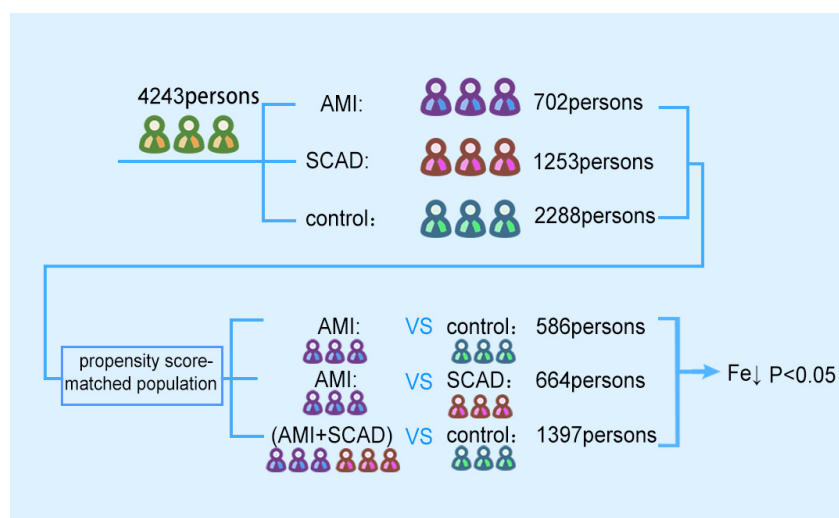 4243persons
AMI: 702persons
SCAD: 1253persons
control： 2288persons
propensity score-
matched population
AMI: VS control： 586persons
AMI: VS SCAD： 664persons
(AMI+SCAD) VS control： 1397persons
Fe↓ P<0.05